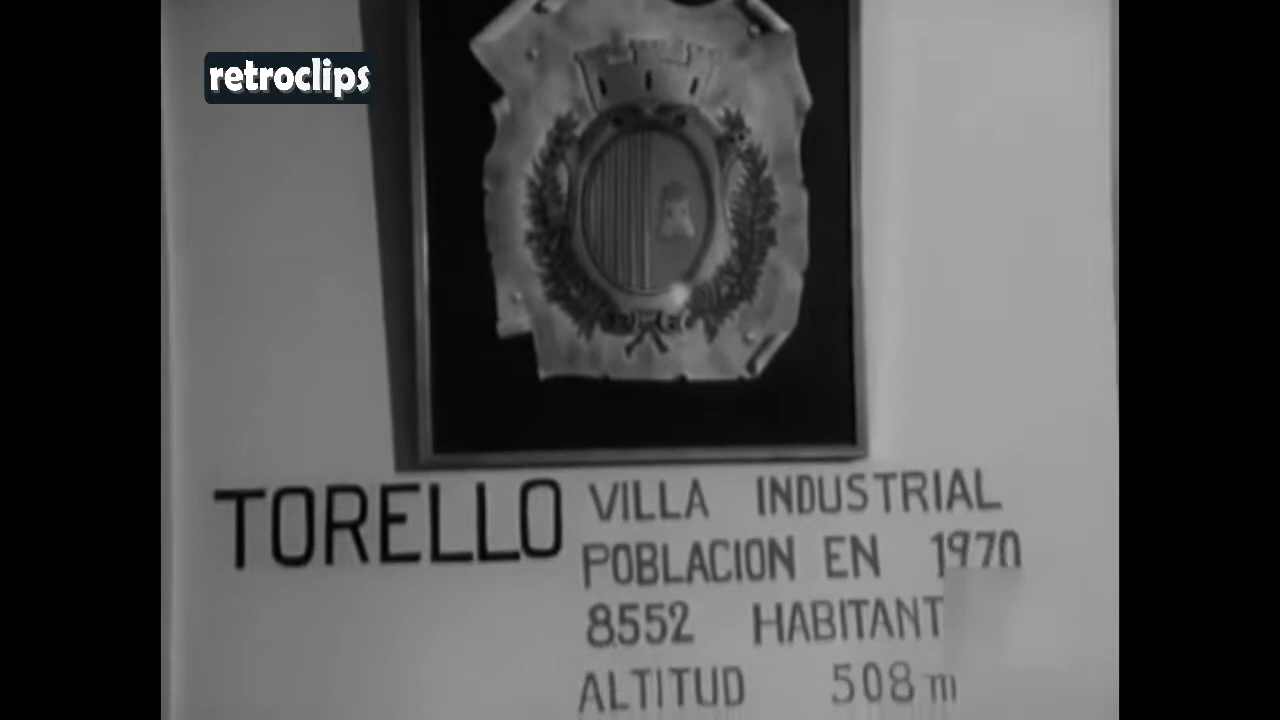 retroclips
TORELLO
VILLA INDUSTRIAL
POBLACION EN 1970
8552 HABITANT
ALTITUD 508 m